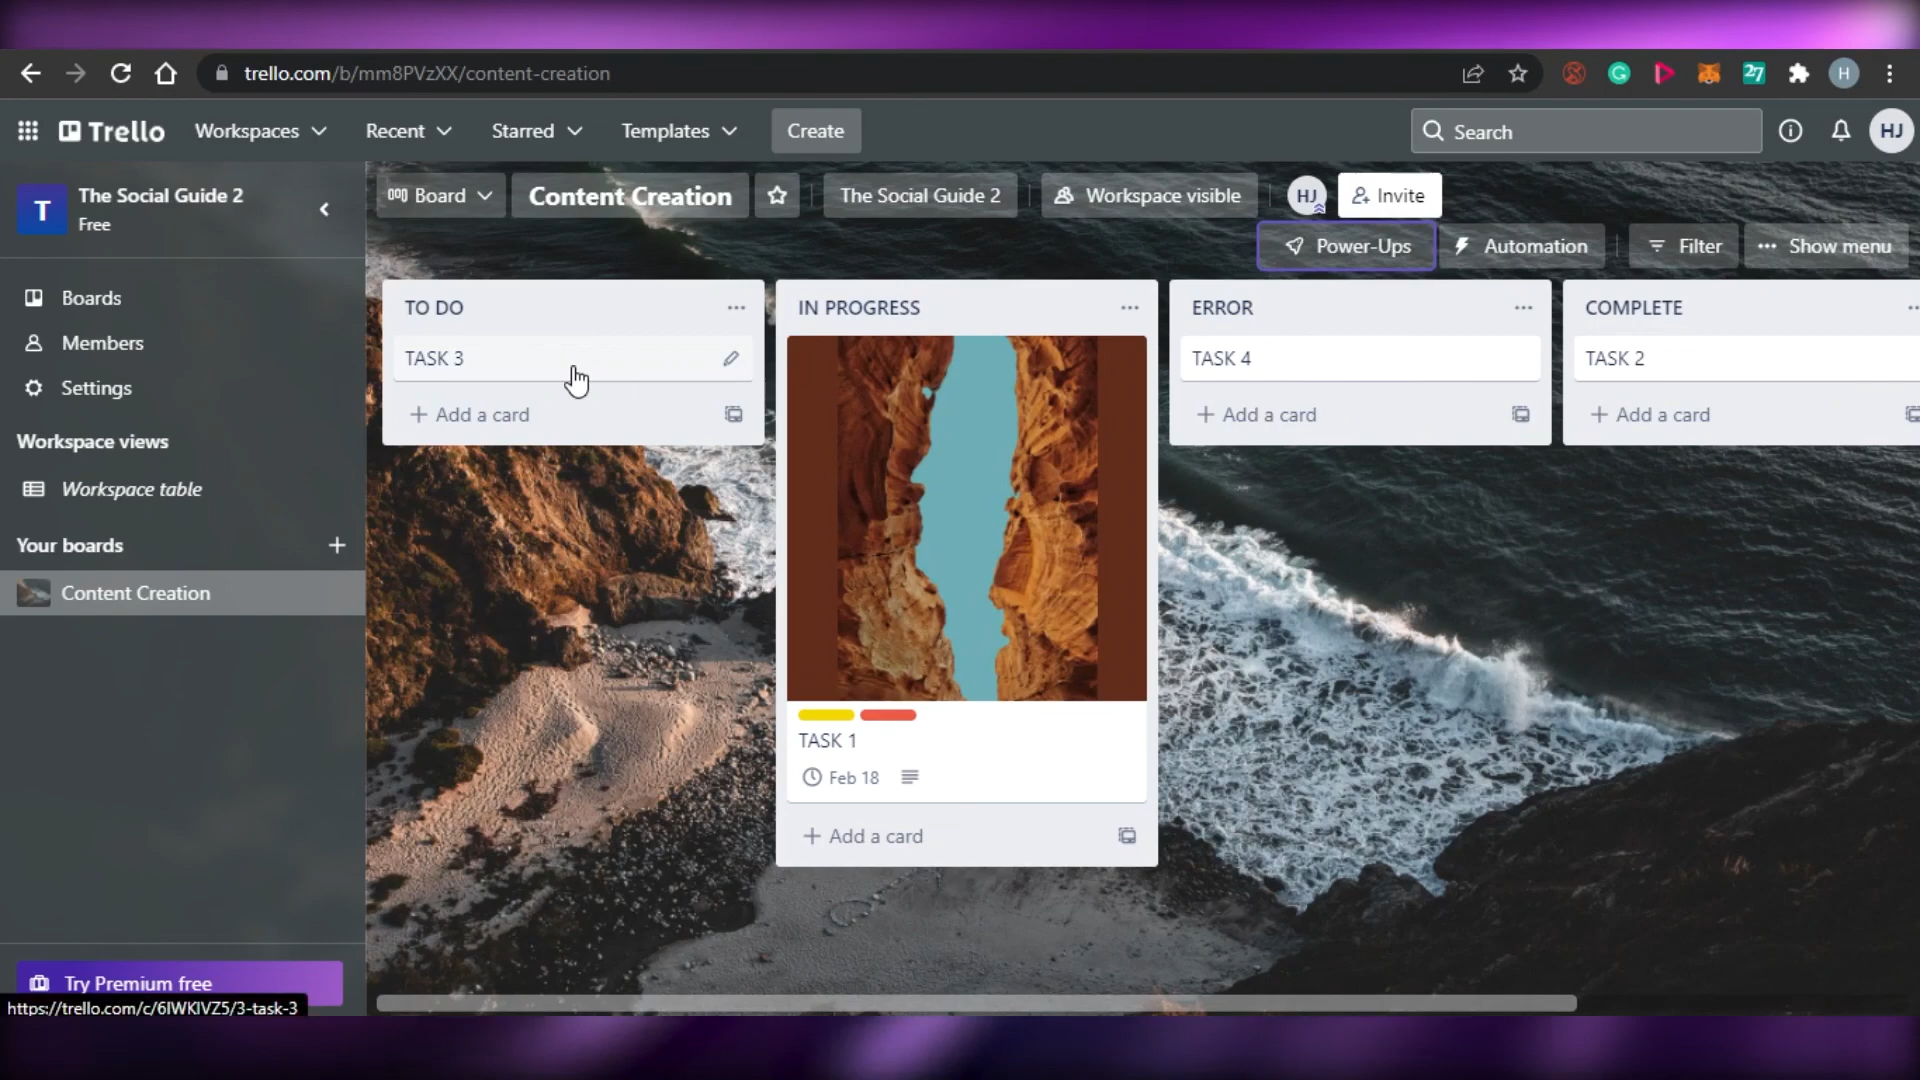 trello.com/b/mm8PVzXX/content-creation
27
H
Trello
Workspaces
Recent
Starred
Templates
Create
Search
HJ
T
The Social Guide 2
Free
Board
Content Creation
The Social Guide 2
Workspace visible
HJ
Invite
Power-Ups
Automation
Filter
Show menu
Boards
Members
Settings
Workspace views
Workspace table
Your boards
Content Creation
Try Premium free
https://trello.com/c/6IWKIVZ5/3-task-3
TO DO
TASK 3
Add a card
IN PROGRESS
TASK 1
Feb 18
Add a card
ERROR
TASK 4
Add a card
COMPLETE
TASK 2
Add a card